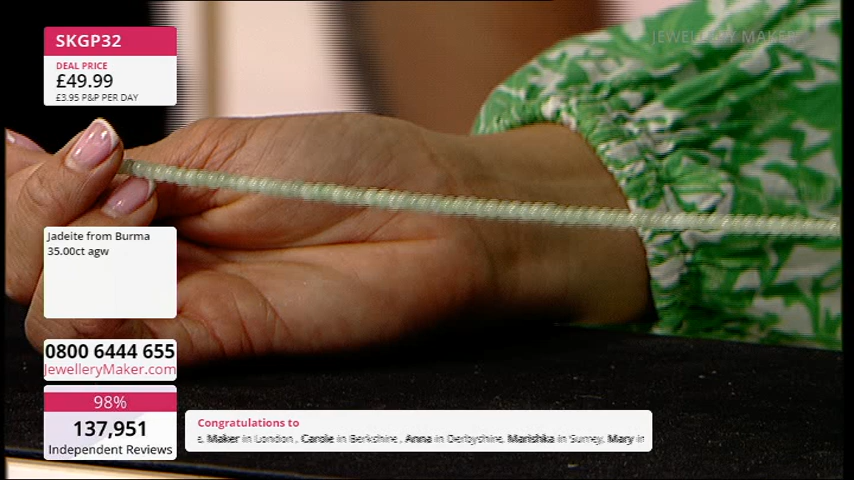 SKGP32
DEAL PRICE
£49.99
£3.95 P&P PER DAY
JEWELLERY MAKER
Jadeite from Burma
35.00ct agw
0800 6444 655
JewelleryMaker.com
98%
137,951
Independent Reviews
Congratulations to
e, Maker in London, Carole in Berkshire, Anna in Derbyshire, Marishka in Surrey, Mary in